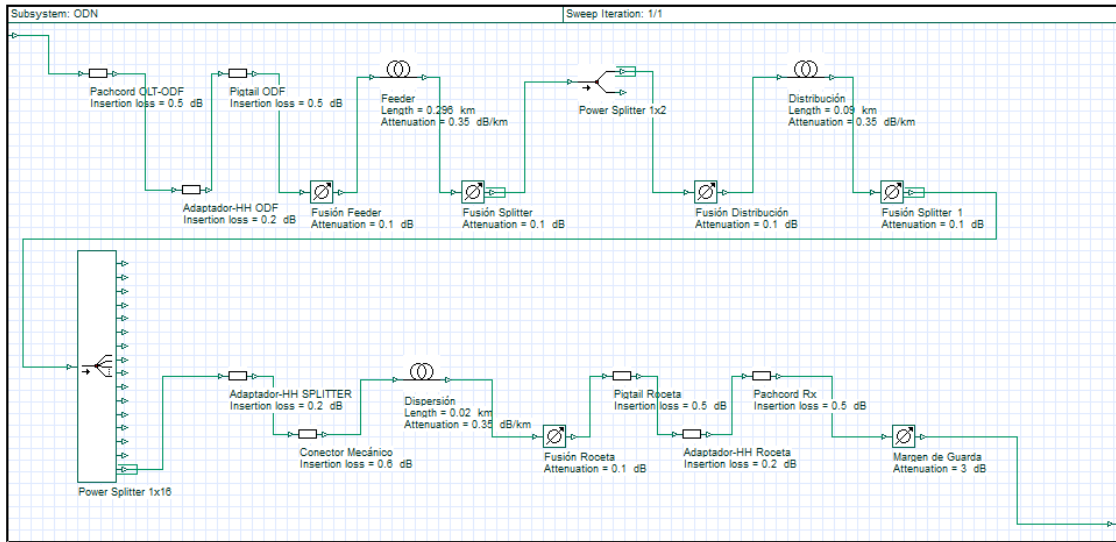 Subsystem: ODN
Sweep Iteration: 1/1
Pachcord OLT-ODF
Insertion loss = 0.5 dB
Pigtail ODF
Insertion loss = 0.5 dB
Adaptador-HH ODF
Insertion loss = 0.2 dB
Feeder
Length = 0.296 km
Attenuation = 0.35 dB/km
Fusión Feeder
Attenuation = 0.1 dB
Fusión Splitter
Attenuation = 0.1 dB
Power Splitter 1x2
Fusión Distribución
Attenuation = 0.1 dB
Distribución
Length = 0.09 km
Attenuation = 0.35 dB/km
Fusión Splitter 1
Attenuation = 0.1 dB
Power Splitter 1x16
Adaptador-HH SPLITTER
Insertion loss = 0.2 dB
Conector Mecánico
Insertion loss = 0.6 dB
Dispersión
Length = 0.02 km
Attenuation = 0.35 dB/km
Fusión Roceta
Attenuation = 0.1 dB
Pigtail Roceta
Insertion loss = 0.5 dB
Adaptador-HH Roceta
Insertion loss = 0.2 dB
Pachcord Rx
Insertion loss = 0.5 dB
Margen de Guarda
Attenuation = 3 dB